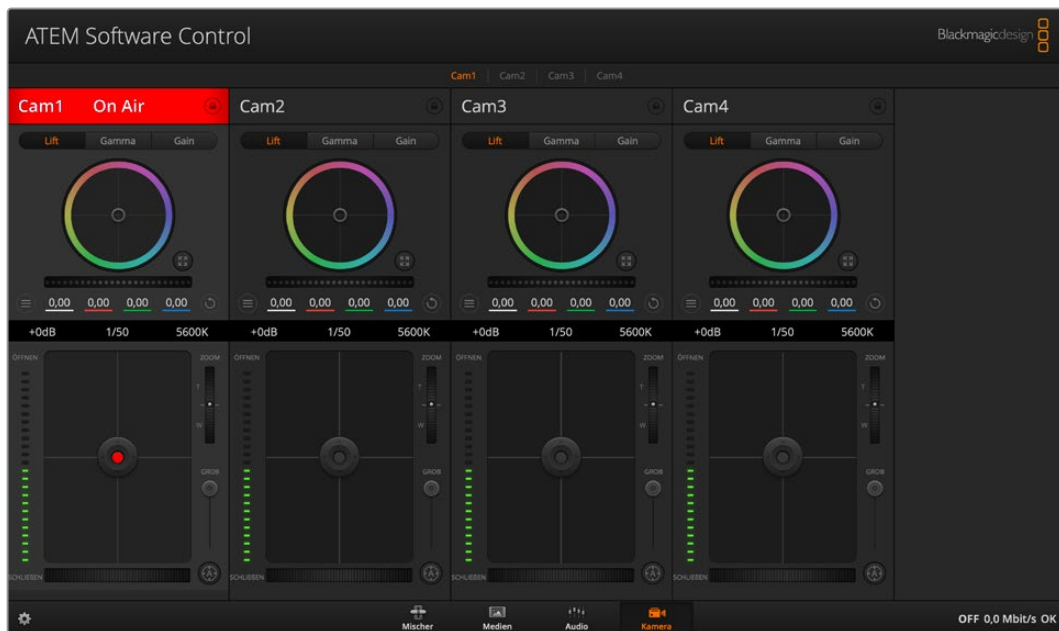 ATEM Software Control
Blackmagicdesign
Cam1 Cam2 Cam3 Cam4
Cam1 On Air Cam2 Cam3 Cam4
Lift Gamma Gain Lift Gamma Gain Lift Gamma Gain Lift Gamma Gain
0,00 0,00 0,00 0,00 0,00 0,00 0,00 0,00 0,00 0,00 0,00 0,00 0,00 0,00 0,00 0,00
+0dB 1/50 5600K +0dB 1/50 5600K +0dB 1/50 5600K +0dB 1/50 5600K
ÖFFNEN ZOOM ÖFFNEN ZOOM ÖFFNEN ZOOM ÖFFNEN ZOOM
T T T T
W W W W
GROB GROB GROB GROB
SCHLIEßEN A SCHLIEßEN A SCHLIEßEN A SCHLIEßEN A
Mischer Medien Audio Kamera
OFF 0,0 Mbit/s OK